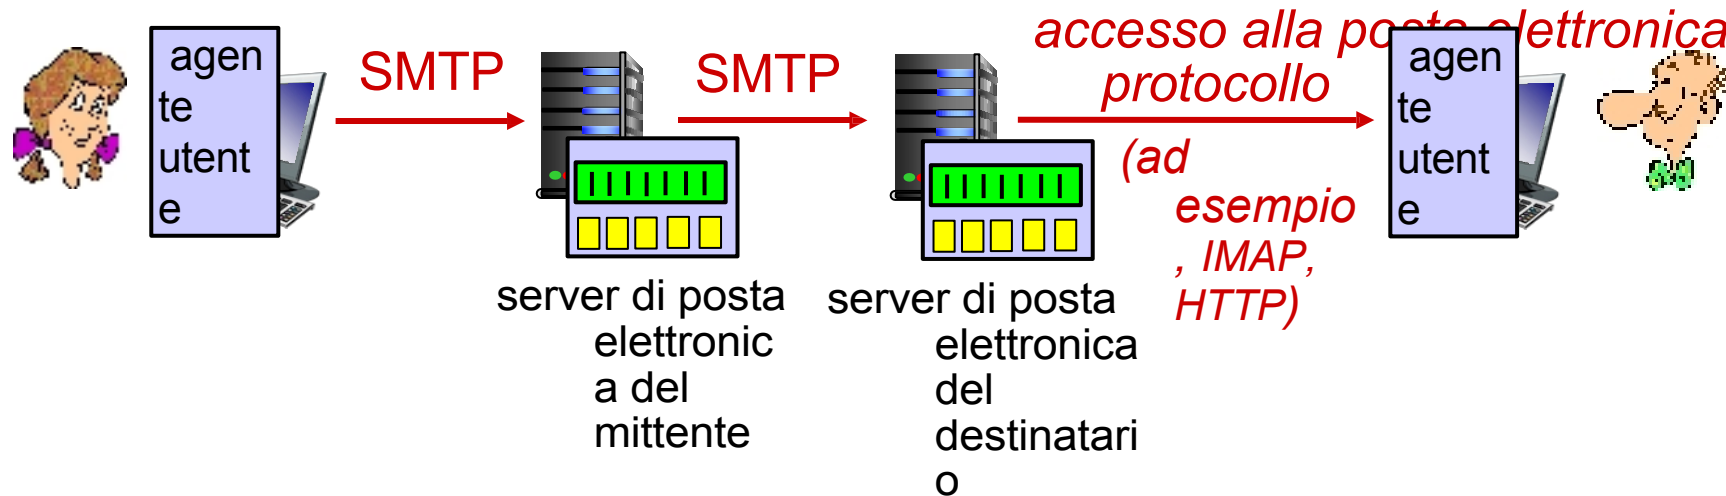 agen
te
utent
e
SMTP
SMTP
accesso alla posta elettronica
protocollo
(ad
esempio
, IMAP,
HTTP)
agen
te
utent
e
server di posta
elettronic
a del
mittente
server di posta
elettronica
del
destinatari
o